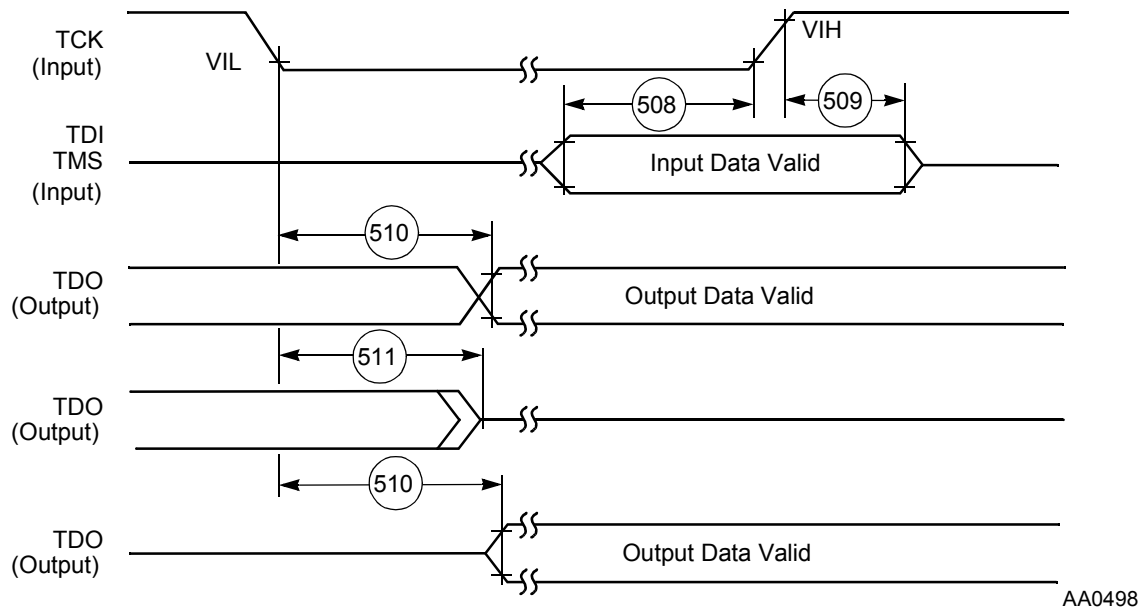 TCK
(Input)
VIL
VIH
508
509
TDI
TMS
(Input)
Input Data Valid
510
TDO
(Output)
Output Data Valid
511
TDO
(Output)
510
TDO
(Output)
Output Data Valid
AA0498